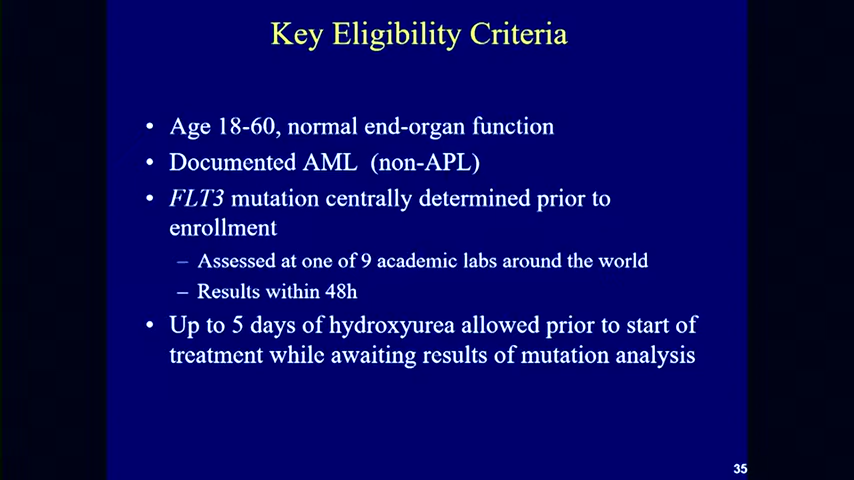 Key Eligibility Criteria
• Age 18-60, normal end-organ function
• Documented AML (non-APL)
• FLT3 mutation centrally determined prior to
enrollment
– Assessed at one of 9 academic labs around the world
– Results within 48h
• Up to 5 days of hydroxyurea allowed prior to start of
treatment while awaiting results of mutation analysis
35